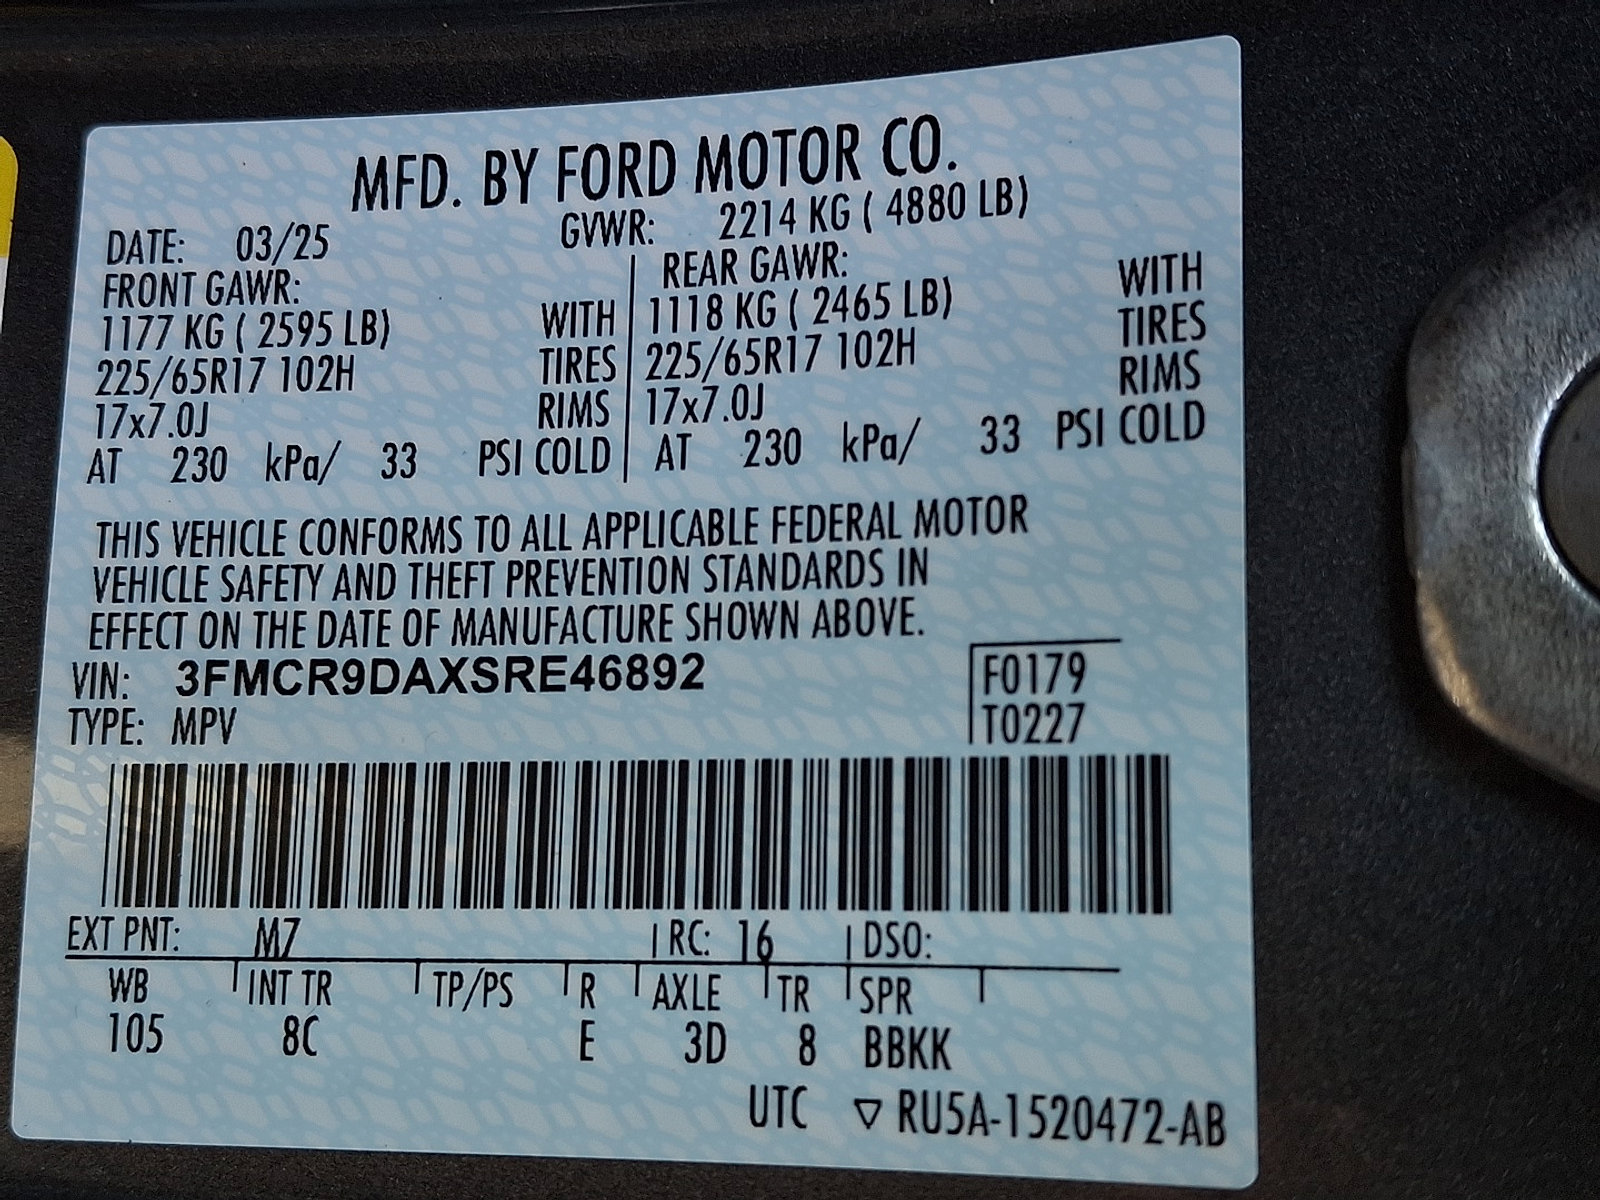 MFD. BY FORD MOTOR CO.
DATE: 03/25 GVWR: 2214 KG ( 4880 LB)
FRONT GAWR: REAR GAWR: WITH
1177 KG ( 2595 LB) WITH 1118 KG ( 2465 LB) TIRES
225/65R17 102H TIRES 225/65R17 102H RIMS
17x7.0J RIMS 17x7.0J
AT 230 kPa/ 33 PSI COLD AT 230 kPa/ 33 PSI COLD
THIS VEHICLE CONFORMS TO ALL APPLICABLE FEDERAL MOTOR
VEHICLE SAFETY AND THEFT PREVENTION STANDARDS IN
EFFECT ON THE DATE OF MANUFACTURE SHOWN ABOVE.
VIN: 3FMCR9DAXSRE46892 F0179
TYPE: MPV T0227
EXT PNT: M7 RC: 16 DSO:
WB INT TR TP/PS R AXLE TR SPR
105 8C E 3D 8 BBKK
UTC ▽ RU5A-1520472-AB